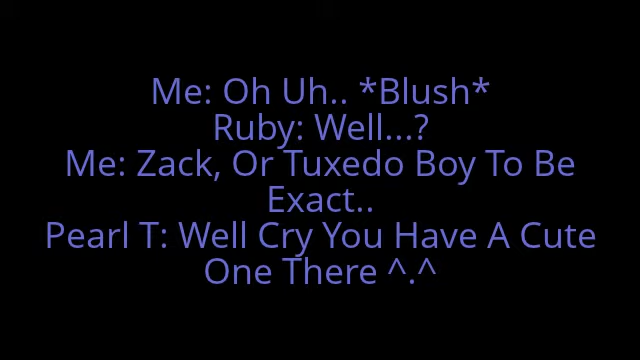 Me: Oh Uh.. *Blush*
Ruby: Well...?
Me: Zack, Or Tuxedo Boy To Be
Exact..
Pearl T: Well Cry You Have A Cute
One There ^.^